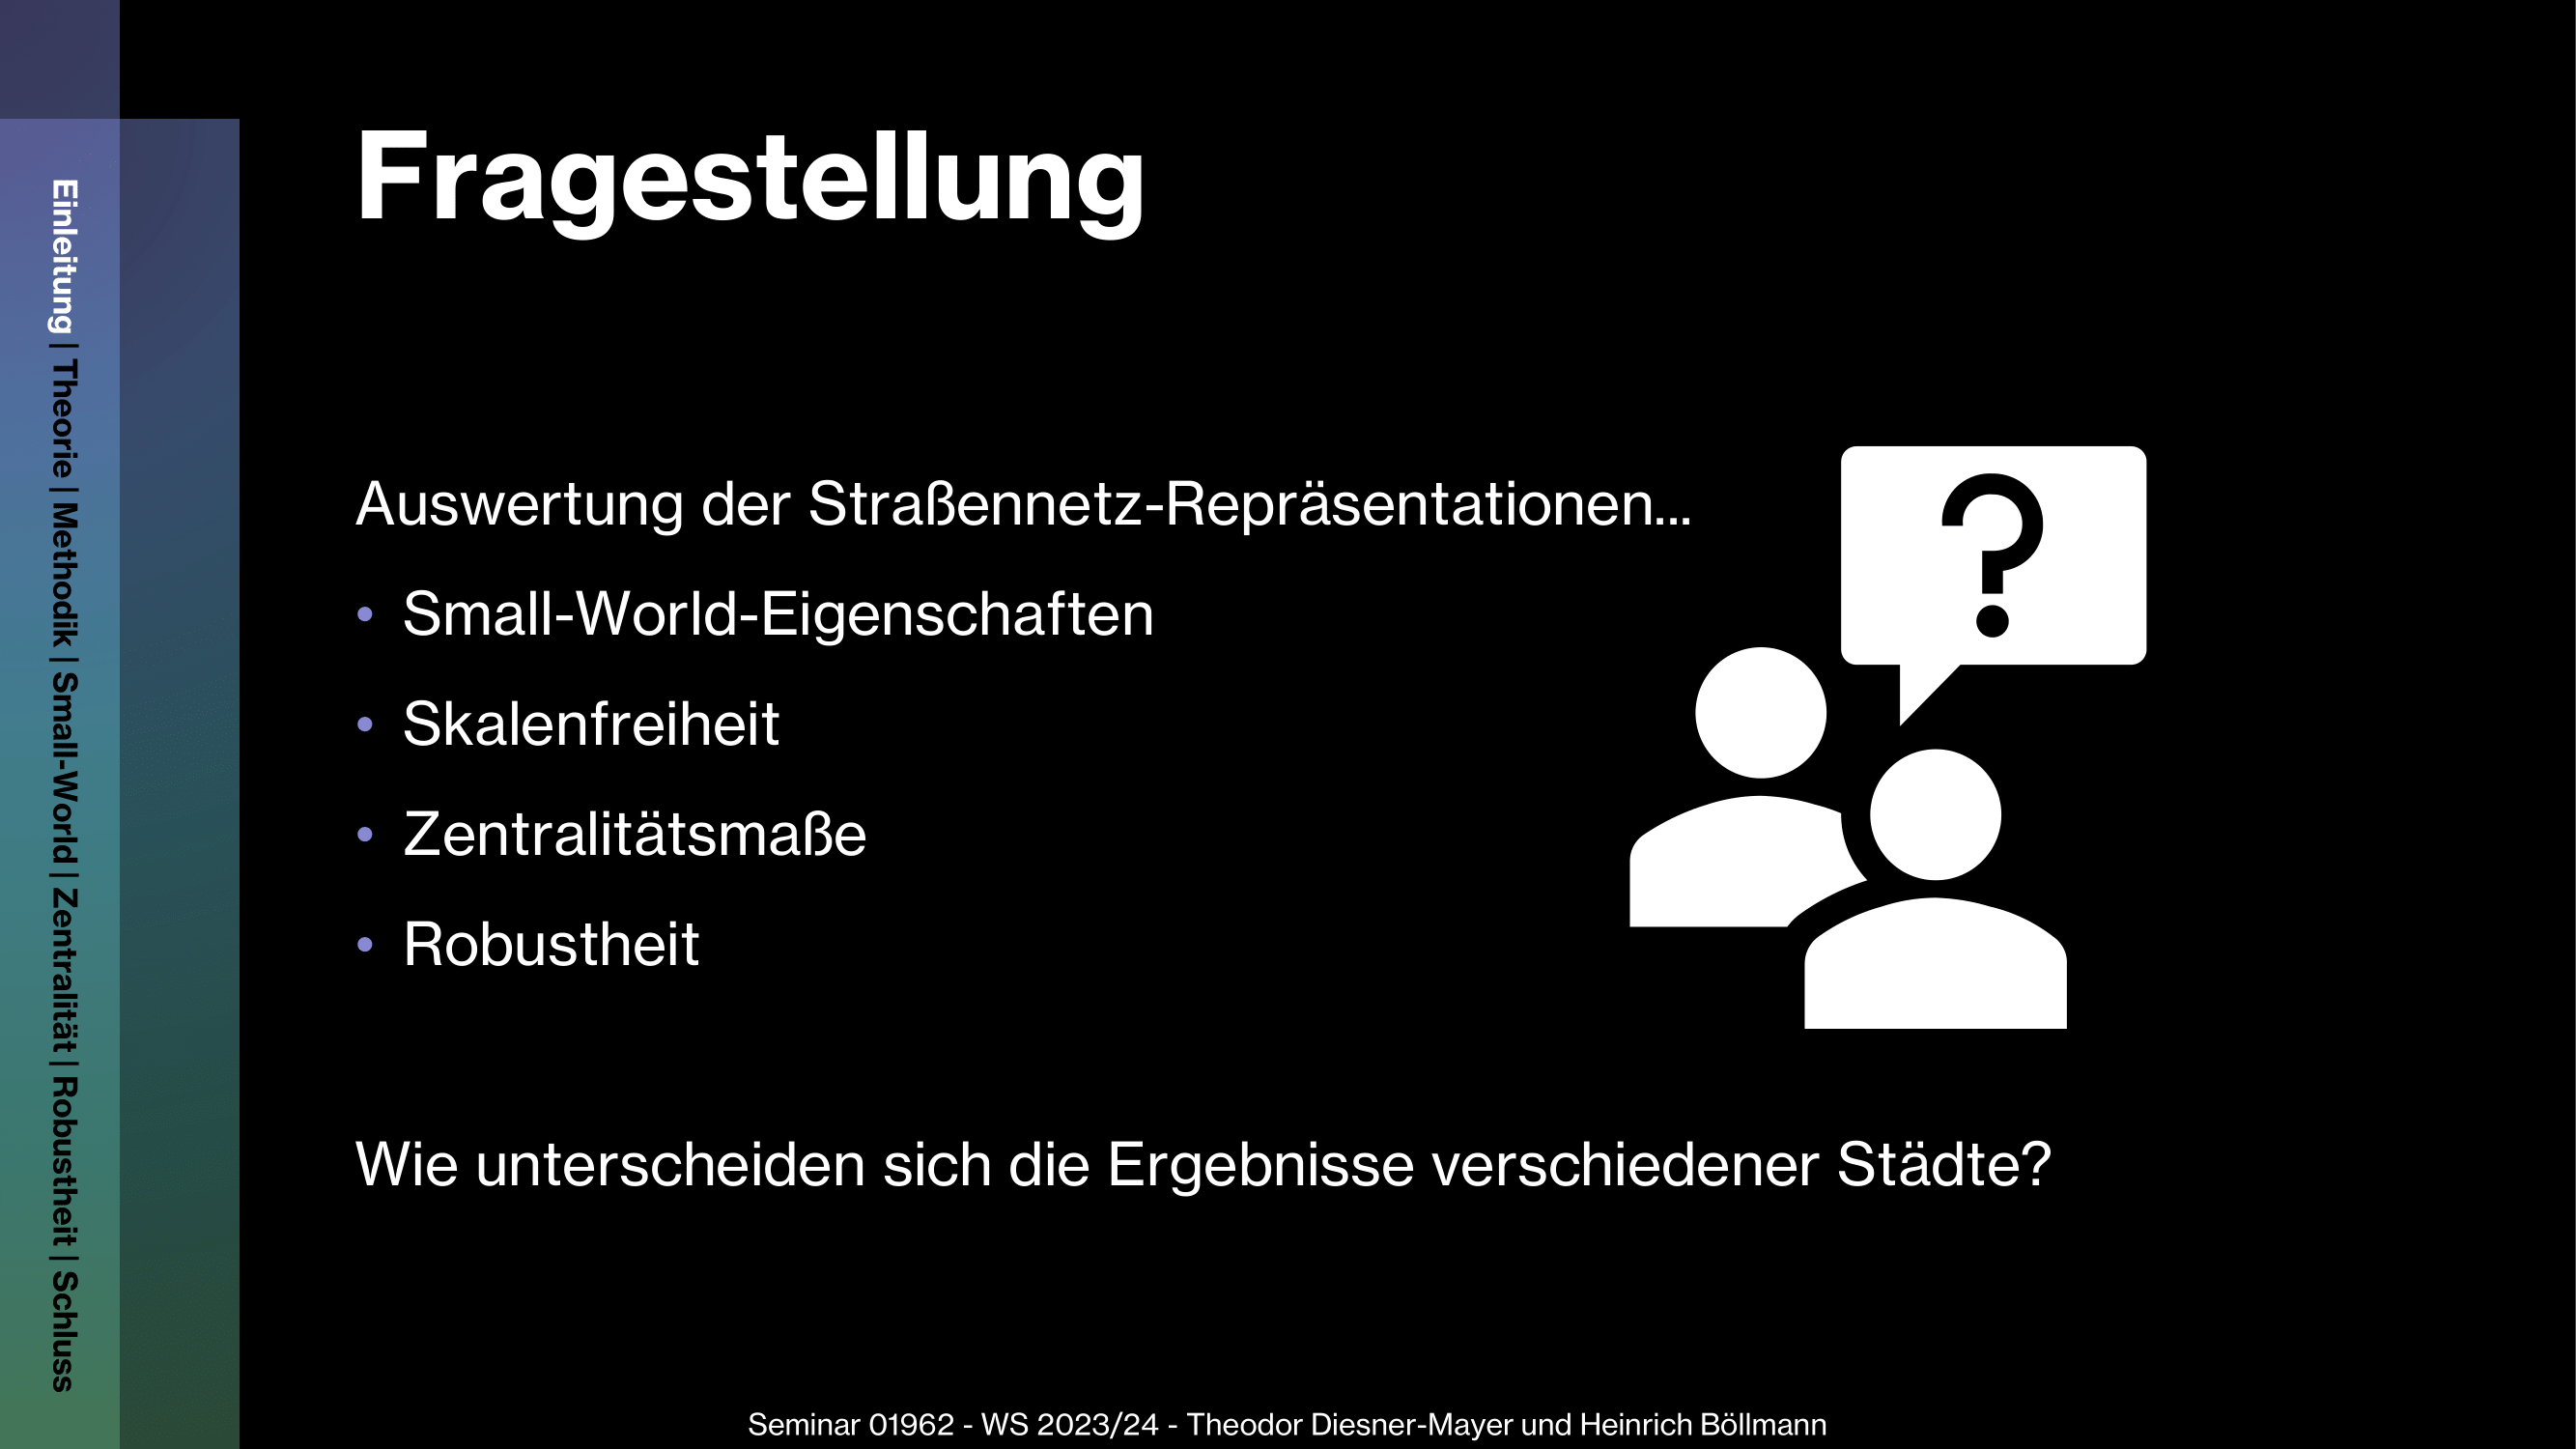 Einleitung | Theorie | Methodik | Small-World | Zentralität | Robustheit | Schluss
Fragestellung
Auswertung der Straßennetz-Repräsentationen...
• Small-World-Eigenschaften
• Skalenfreiheit
• Zentralitätsmaße
• Robustheit
?
Wie unterscheiden sich die Ergebnisse verschiedener Städte?
Seminar 01962 - WS 2023/24 - Theodor Diesner-Mayer und Heinrich Böllmann